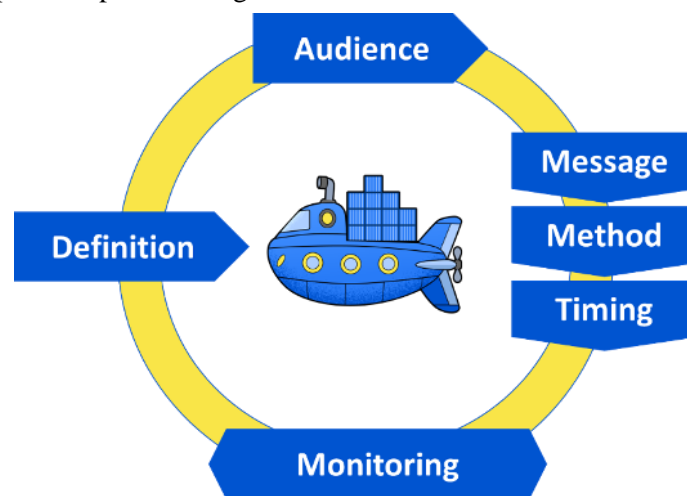 Audience
Message
Method
Definition
Timing
Monitoring